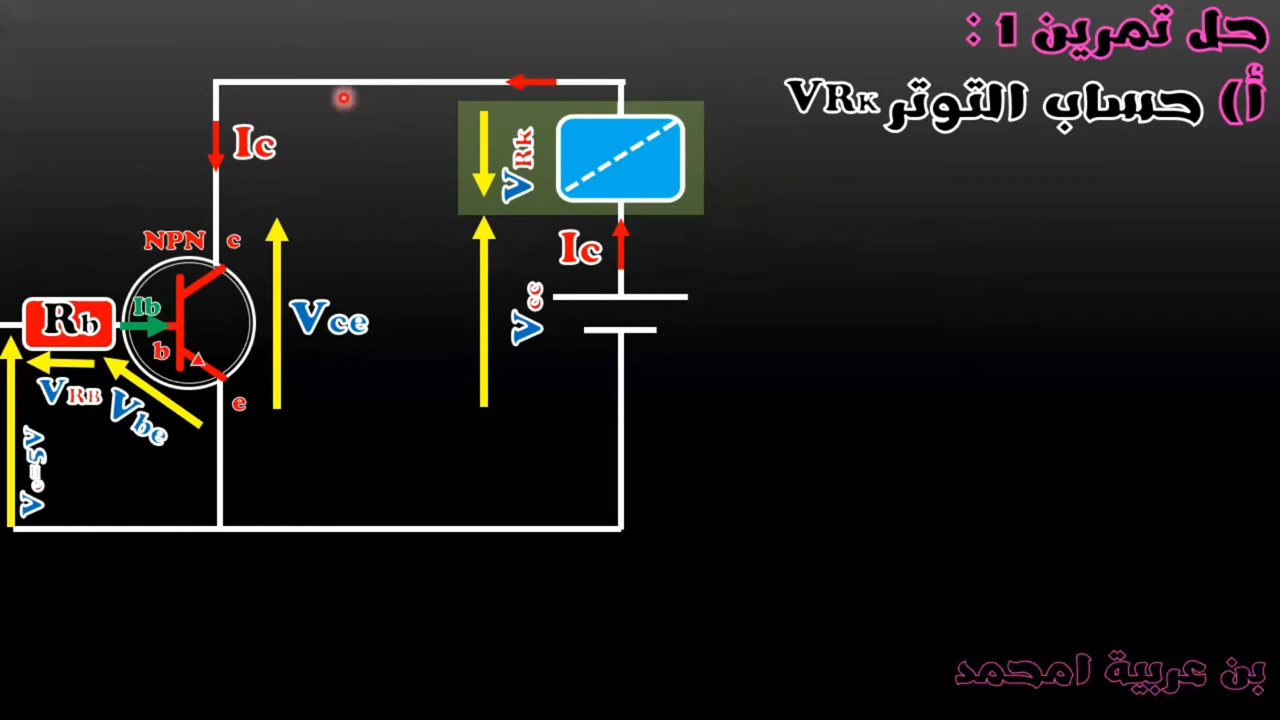 حل تمرين 1 :
أ) حساب التوتر VRK
Ic
VRk
NPN
c
Ic
Rb
Ib
b
Vce
Vcc
VRB
Vbe
e
Ve=5V
بن عربية امحمد